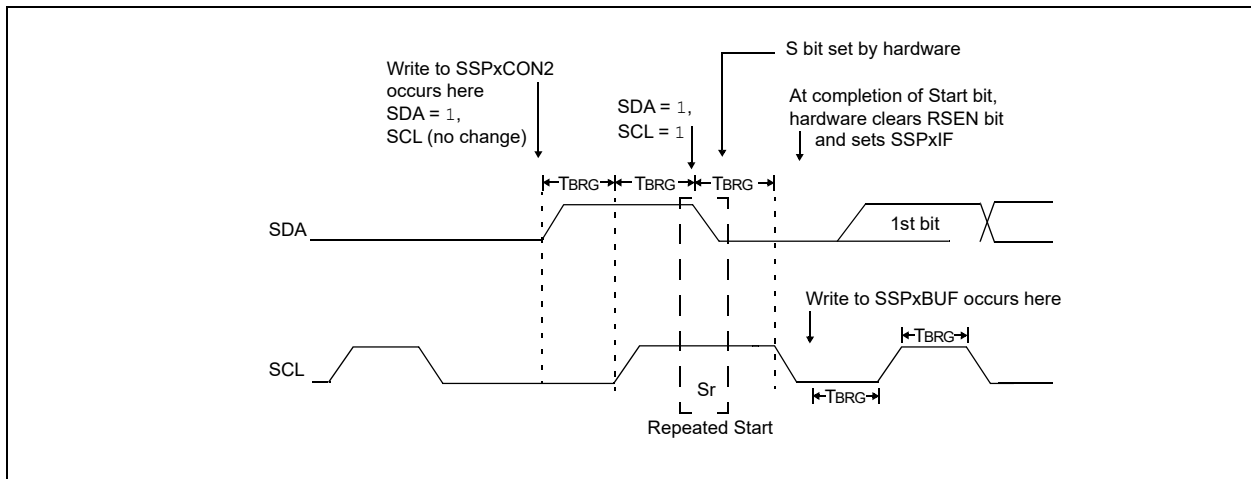 S bit set by hardware
Write to SSPxCON2
occurs here
SDA = 1,
SCL (no change)
SDA = 1,
SCL = 1
At completion of Start bit,
hardware clears RSEN bit
and sets SSPxIF
TBRG TBRG TBRG
SDA
1st bit
Write to SSPxBUF occurs here
TBRG
SCL
Sr
TBRG
Repeated Start